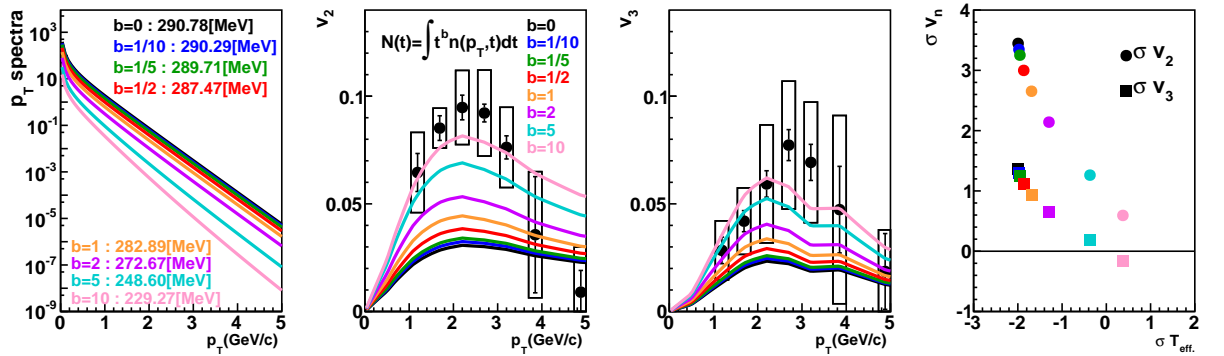 p_T spectra
10^3
10
10^-1
10^-3
10^-5
10^-7
10^-9
b=0 : 290.78[MeV]
b=1/10 : 290.29[MeV]
b=1/5 : 289.71[MeV]
b=1/2 : 287.47[MeV]
b=1 : 282.89[MeV]
b=2 : 272.67[MeV]
b=5 : 248.60[MeV]
b=10 : 229.27[MeV]
0 1 2 3 4 5
p_T(GeV/c)
v_2
0.1
0.05
0
N(t)=∫t^b n(p_T,t)dt
b=0
b=1/10
b=1/5
b=1/2
b=1
b=2
b=5
b=10
0 1 2 3 4 5
p_T(GeV/c)
v_3
0.1
0.05
0
0 1 2 3 4 5
p_T(GeV/c)
σ v_n
4
3
2
1
0
-1
σ v_2
σ v_3
-3 -2 -1 0 1 2
σ T_eff.